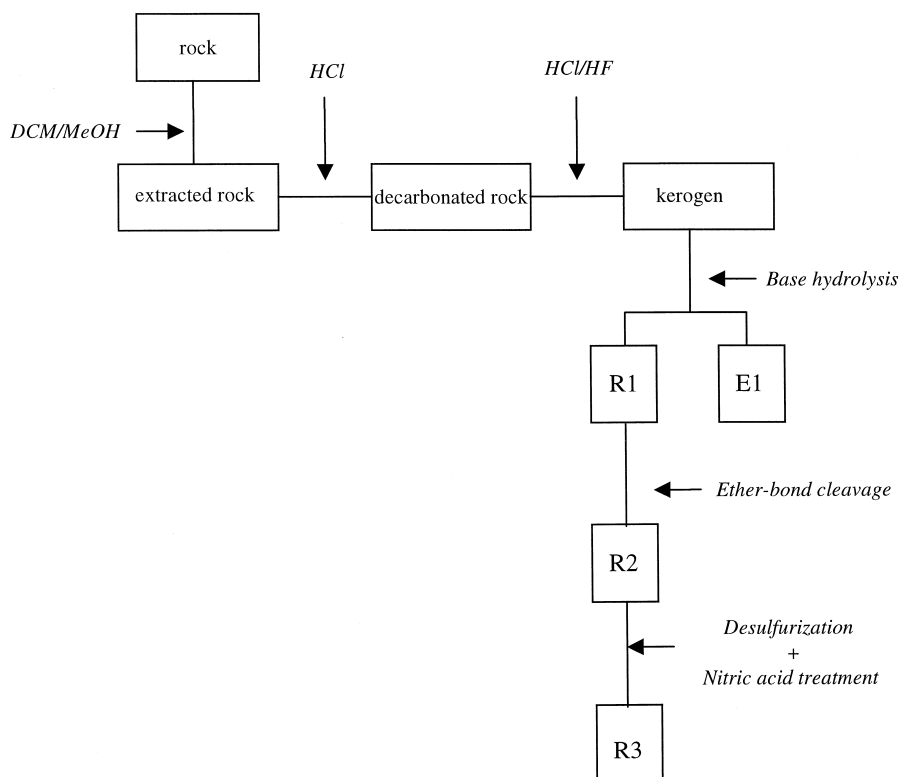 rock
HCl
HCl/HF
DCM/MeOH
extracted rock
decarbonated rock
kerogen
Base hydrolysis
R1
E1
Ether-bond cleavage
R2
Desulfurization
+
Nitric acid treatment
R3